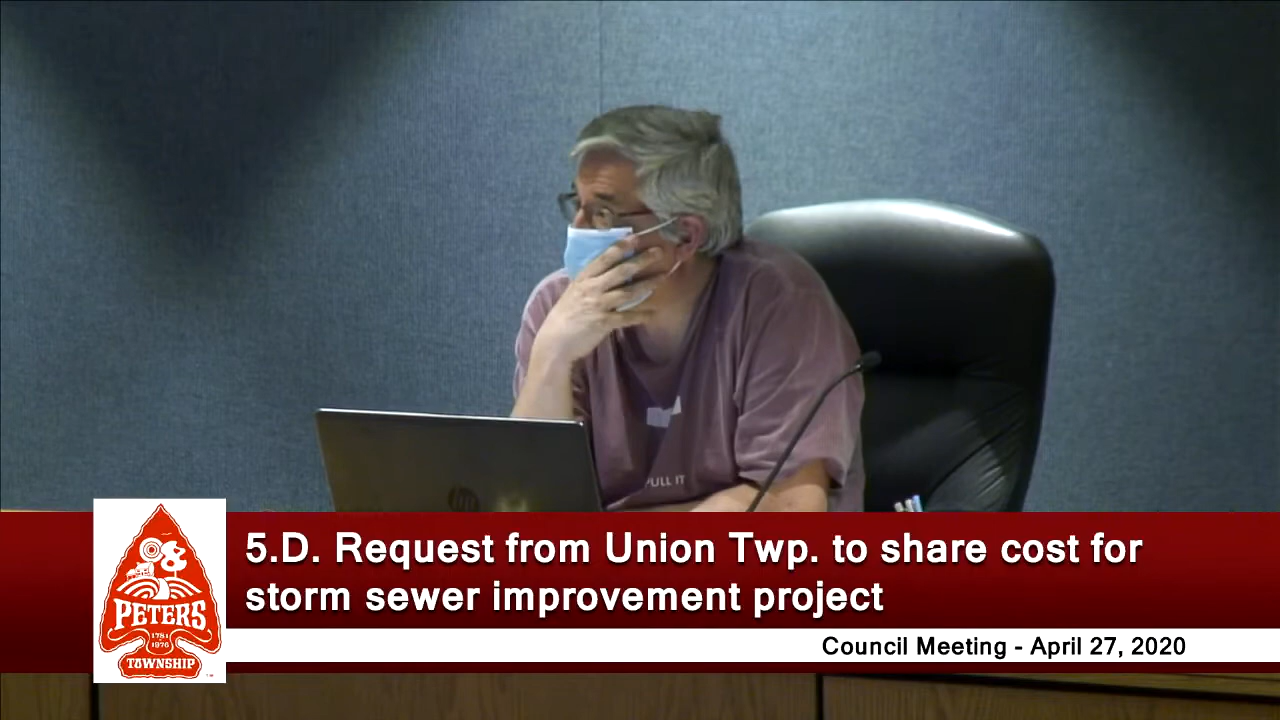 hp
PULL IT
5.D. Request from Union Twp. to share cost for
storm sewer improvement project
PETERS
1781
1976
TOWNSHIP
Council Meeting - April 27, 2020